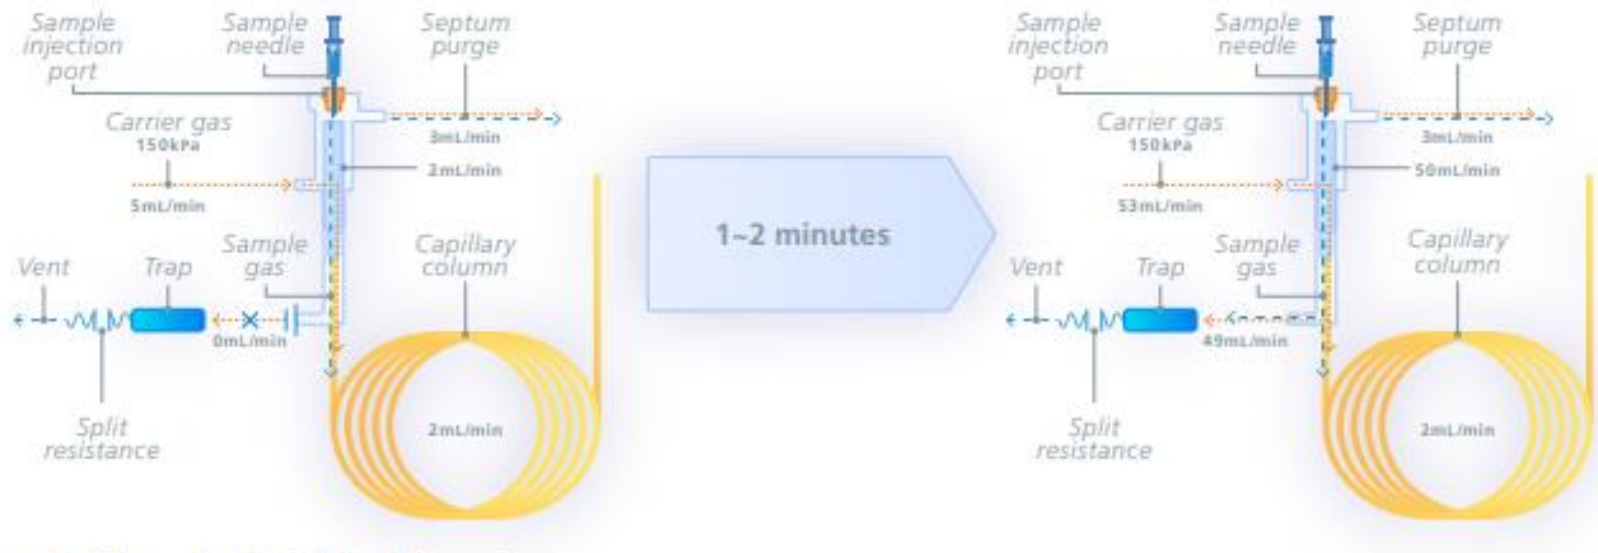 Sample
injection
port
Sample
needle
Septum
purge
Carrier gas
150kPa
3mL/min
2mL/min
5mL/min
Sample
gas
Capillary
column
Vent
Trap
0mL/min
Split
resistance
2mL/min
1~2 minutes
Sample
injection
port
Sample
needle
Septum
purge
Carrier gas
150kPa
3mL/min
50mL/min
53mL/min
Sample
gas
Capillary
column
Vent
Trap
49mL/min
Split
resistance
2mL/min